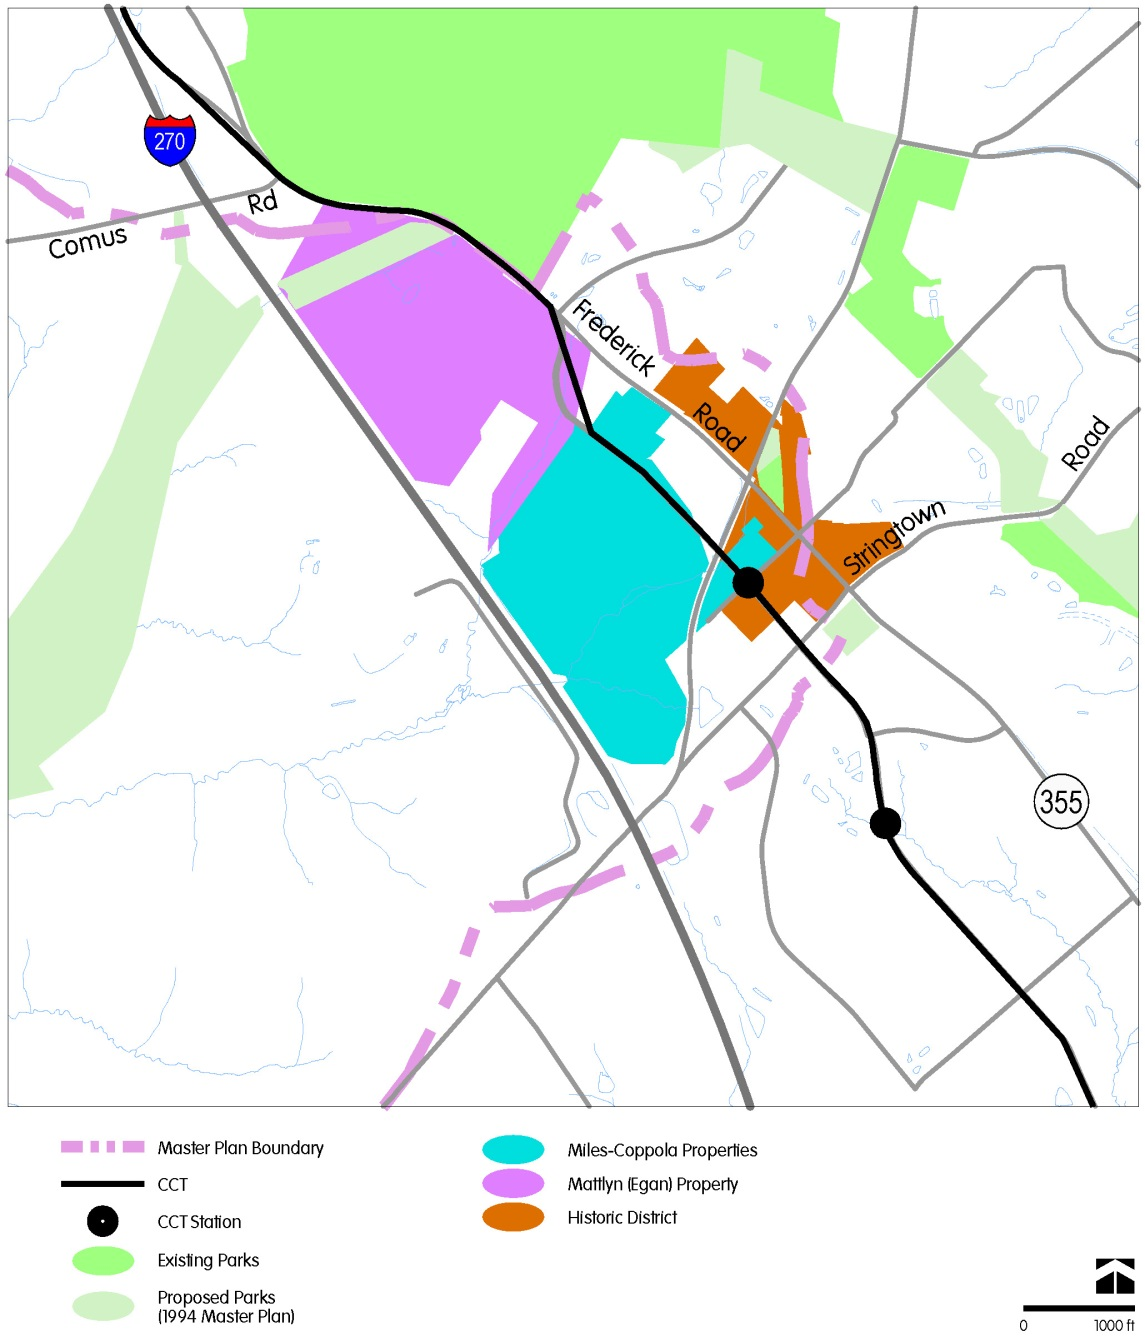 270
Rd
Comus
Frederick
Road
Road
Stringtown
355
Master Plan Boundary
CCT
CCT Station
Existing Parks
Proposed Parks
(1994 Master Plan)
Miles-Coppola Properties
Mattlyn (Egan) Property
Historic District
0 1000 ft